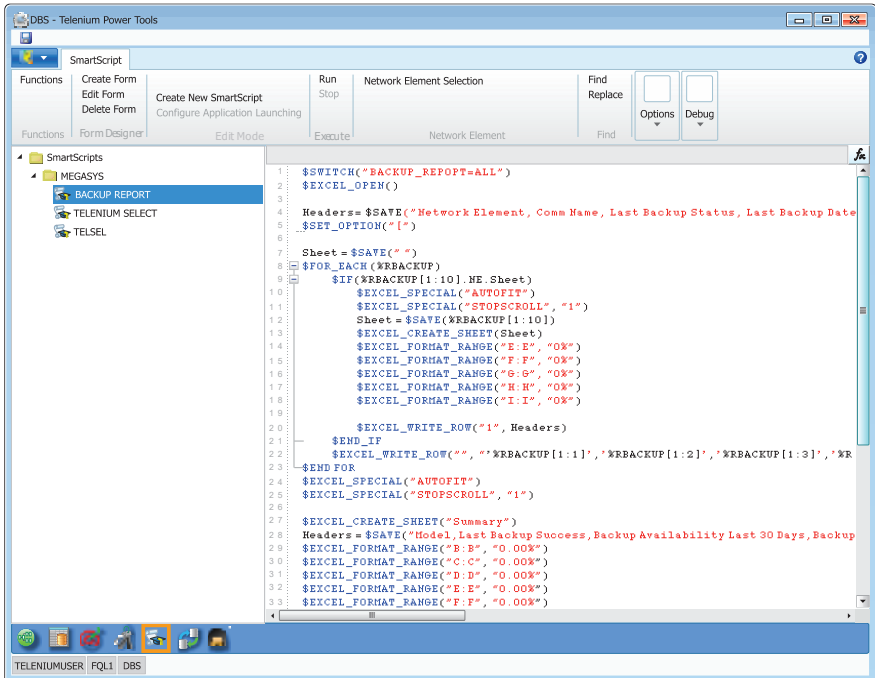 DBS - Telenium Power Tools
SmartScript
Functions
Create Form
Edit Form
Delete Form
Create New SmartScript
Configure Application Launching
Run
Stop
Network Element Selection
Find
Replace
Options
Debug
Functions
Form Designer
Edit Mode
Execute
Network Element
Find
SmartScripts
MEGASYS
BACKUP REPORT
TELENIUM SELECT
TELSEL
fx
1 $SWITCH("BACKUP_REPOPT=ALL")
2 $EXCEL_OPEN()
3
4 Headers= $SAVE("Network Element, Comm Name, Last Backup Status, Last Backup Date
5 $SET_OPTION("[")
6
7 Sheet = $SAVE(" ")
8 $FOR_EACH(%RBACKUP)
9 $IF(%RBACKUP[1:10].NE.Sheet)
10 $EXCEL_SPECIAL("AUTOFIT")
11 $EXCEL_SPECIAL("STOPSCROLL", "1")
12 Sheet = $SAVE(%RBACKUP[1:10])
13 $EXCEL_CREATE_SHEET(Sheet)
14 $EXCEL_FORMAT_RANGE("E:E", "0%")
15 $EXCEL_FORMAT_RANGE("F:F", "0%")
16 $EXCEL_FORMAT_RANGE("G:G", "0%")
17 $EXCEL_FORMAT_RANGE("H:H", "0%")
18 $EXCEL_FORMAT_RANGE("I:I", "0%")
19
20 $EXCEL_WRITE_ROW("1", Headers)
21 $END_IF
22 $EXCEL_WRITE_ROW("", "'%RBACKUP[1:1]','%RBACKUP[1:2]','%RBACKUP[1:3]','%R
23 $END FOR
24 $EXCEL_SPECIAL("AUTOFIT")
25 $EXCEL_SPECIAL("STOPSCROLL", "1")
26
27 $EXCEL_CREATE_SHEET("Summary")
28 Headers = $SAVE("Model,Last Backup Success,Backup Availability Last 30 Days,Backup
29 $EXCEL_FORMAT_RANGE("B:B", "0.00%")
30 $EXCEL_FORMAT_RANGE("C:C", "0.00%")
31 $EXCEL_FORMAT_RANGE("D:D", "0.00%")
32 $EXCEL_FORMAT_RANGE("E:E", "0.00%")
33 $EXCEL_FORMAT_RANGE("F:F", "0.00%")
TELENIUMUSER FQL1 DBS